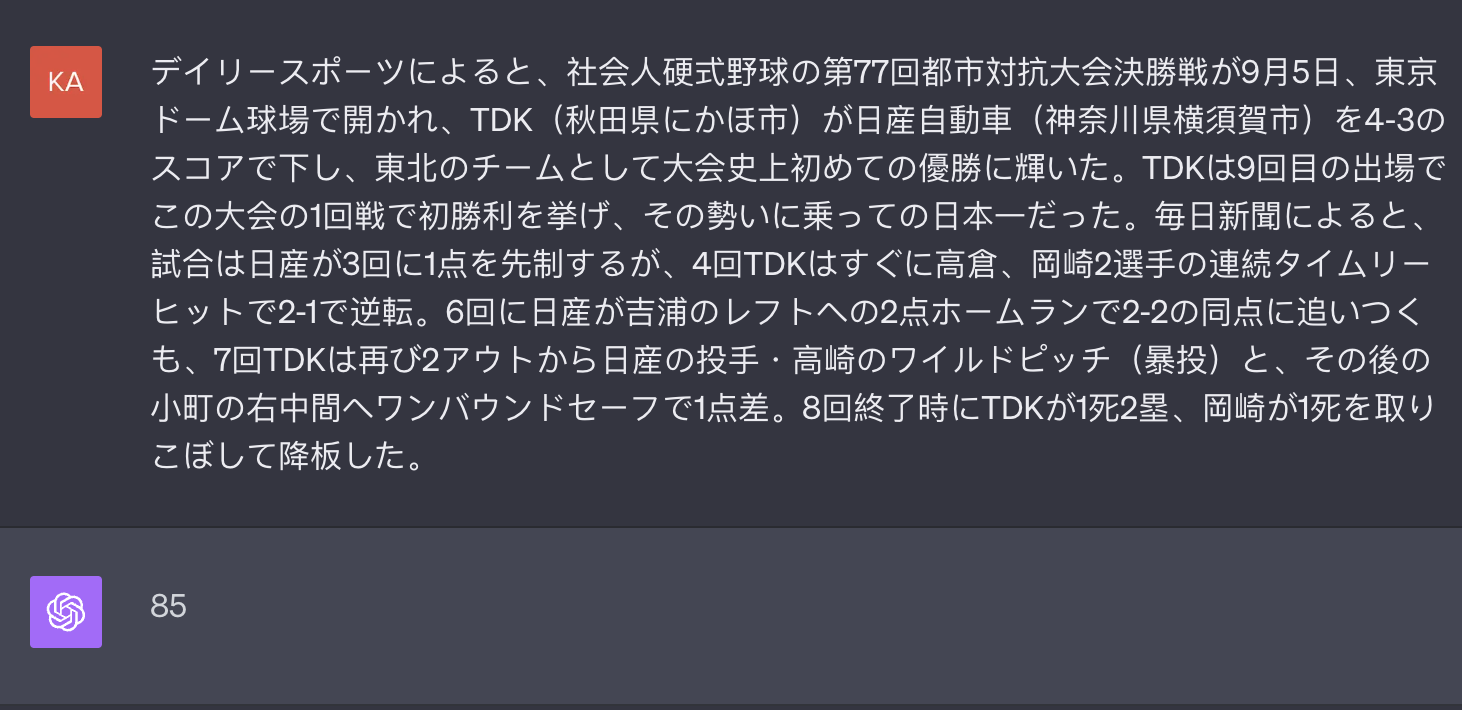 KA
デイリースポーツによると、社会人硬式野球の第77回都市対抗大会決勝戦が9月5日、東京
ドーム球場で開かれ、TDK（秋田県にかほ市）が日産自動車（神奈川県横須賀市）を4-3の
スコアで下し、東北のチームとして大会史上初めての優勝に輝いた。TDKは9回目の出場で
この大会の1回戦で初勝利を挙げ、その勢いに乗っての日本一だった。毎日新聞によると、
試合は日産が3回に1点を先制するが、4回TDKはすぐに高倉、岡崎2選手の連続タイムリー
ヒットで2-1で逆転。6回に日産が吉浦のレフトへの2点ホームランで2-2の同点に追いつく
も、7回TDKは再び2アウトから日産の投手・高崎のワイルドピッチ（暴投）と、その後の
小町の右中間へワンバウンドセーフで1点差。8回終了時にTDKが1死2塁、岡崎が1死を取り
こぼして降板した。
85